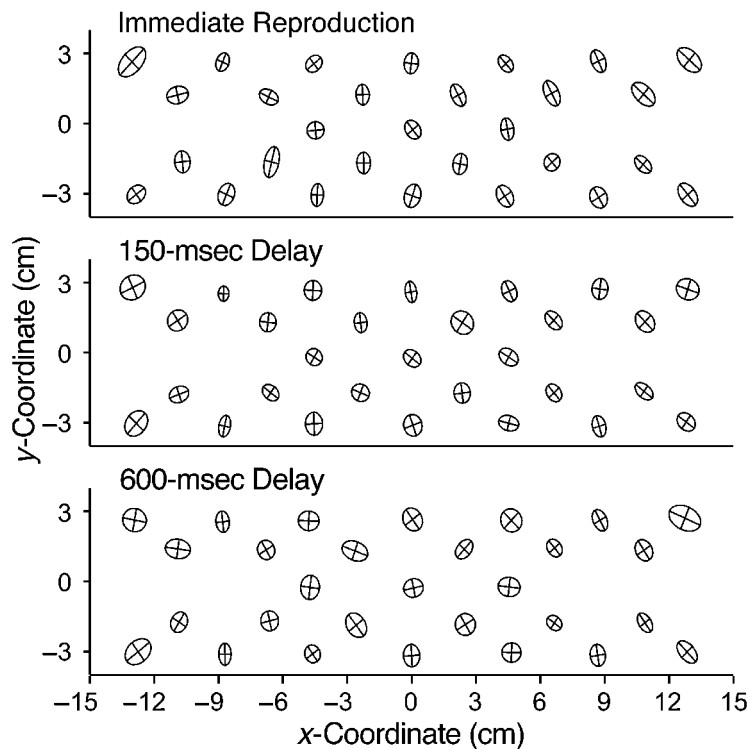 Immediate Reproduction
3
0
−3
150-msec Delay
3
0
−3
y-Coordinate (cm)
600-msec Delay
3
0
−3
−15 −12 −9 −6 −3 0 3 6 9 12 15
x-Coordinate (cm)